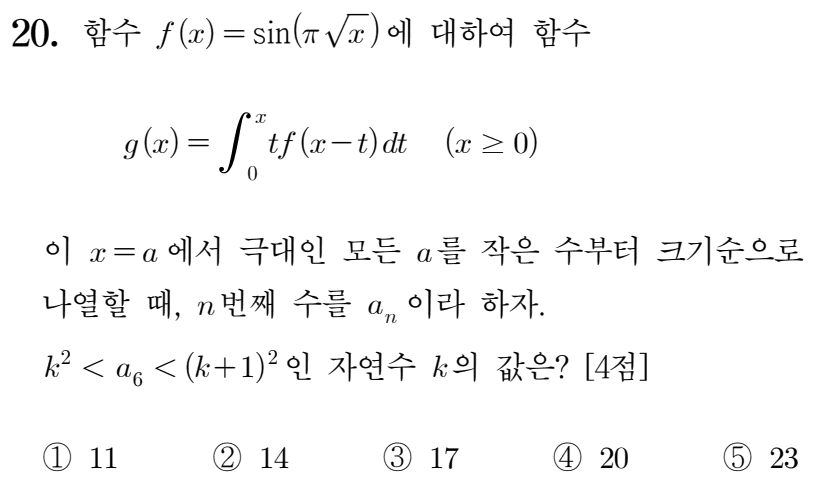 20. 함수 f(x)=sin(π√x)에 대하여 함수
g(x)=∫₀ˣ tf(x−t)dt (x ≥ 0)
이 x=a에서 극대인 모든 a를 작은 수부터 크기순으로
나열할 때, n번째 수를 aₙ이라 하자.
k² < a₆ < (k+1)²인 자연수 k의 값은? [4점]
① 11 ② 14 ③ 17 ④ 20 ⑤ 23